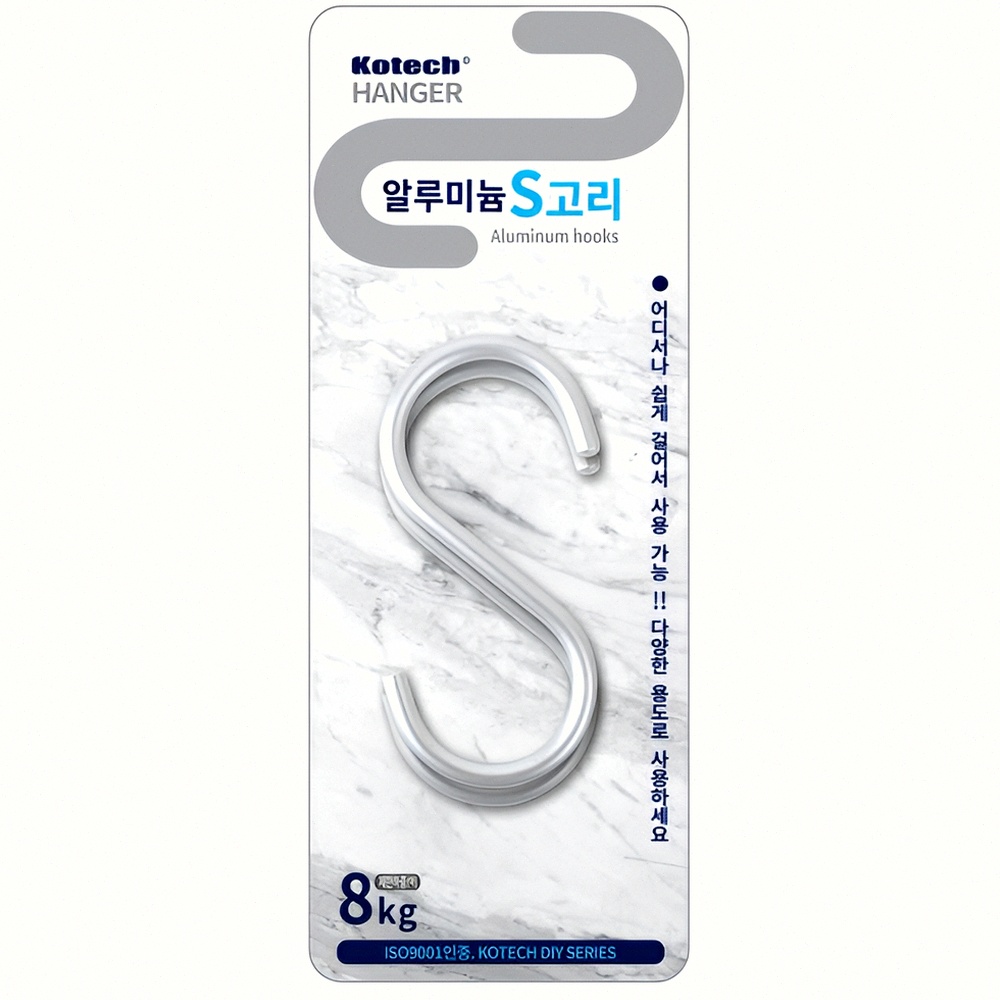 Kotech®
HANGER
알루미늄 S고리
Aluminum hooks
● 어디서나 쉽게 걸어서 사용 가능 !! 다양한 용도로 사용하세요
8kg
ISO9001인증. KOTECH DIY SERIES